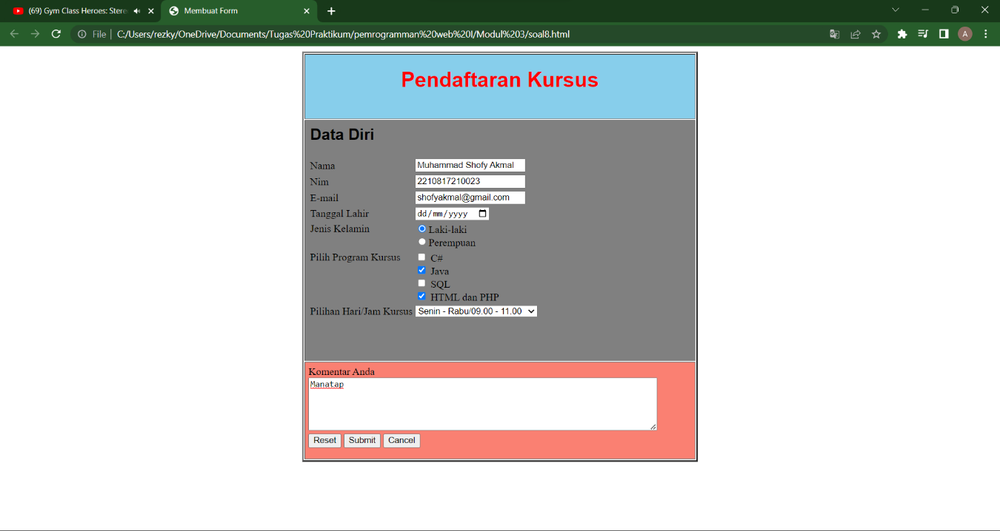 (69) Gym Class Heroes: Stere
Membuat Form
File
C:/Users/rezky/OneDrive/Documents/Tugas%20Praktikum/pemrogramman%20web%20I/Modul%203/soal8.html
A
Pendaftaran Kursus
Data Diri
Nama Muhammad Shofy Akmal
Nim 2210817210023
E-mail shofyakmal@gmail.com
Tanggal Lahir dd/mm/yyyy
Jenis Kelamin Laki-laki
Perempuan
Pilih Program Kursus C#
Java
SQL
HTML dan PHP
Pilihan Hari/Jam Kursus Senin - Rabu/09.00 - 11.00
Komentar Anda
Manatap
Reset Submit Cancel